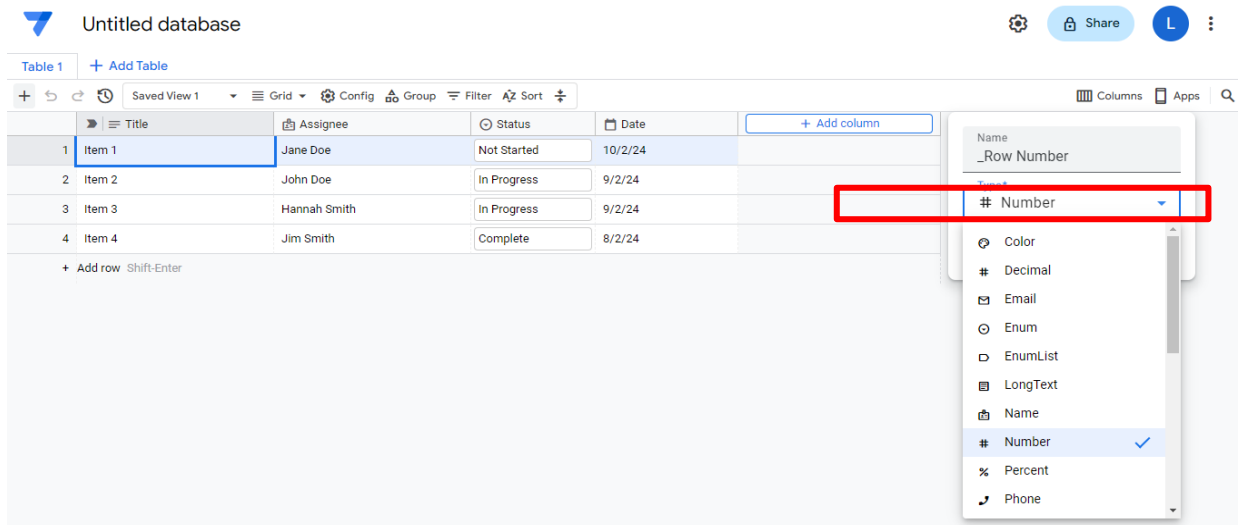 Untitled database
Share
L
Table 1 + Add Table
Saved View 1 Grid Config Group Filter AZ Sort Columns Apps
Title Assignee Status Date + Add column
1 Item 1 Jane Doe Not Started 10/2/24
2 Item 2 John Doe In Progress 9/2/24
3 Item 3 Hannah Smith In Progress 9/2/24
4 Item 4 Jim Smith Complete 8/2/24
+ Add row Shift-Enter
Name
_Row Number
Type*
# Number
Color
# Decimal
Email
Enum
EnumList
LongText
Name
# Number
% Percent
Phone